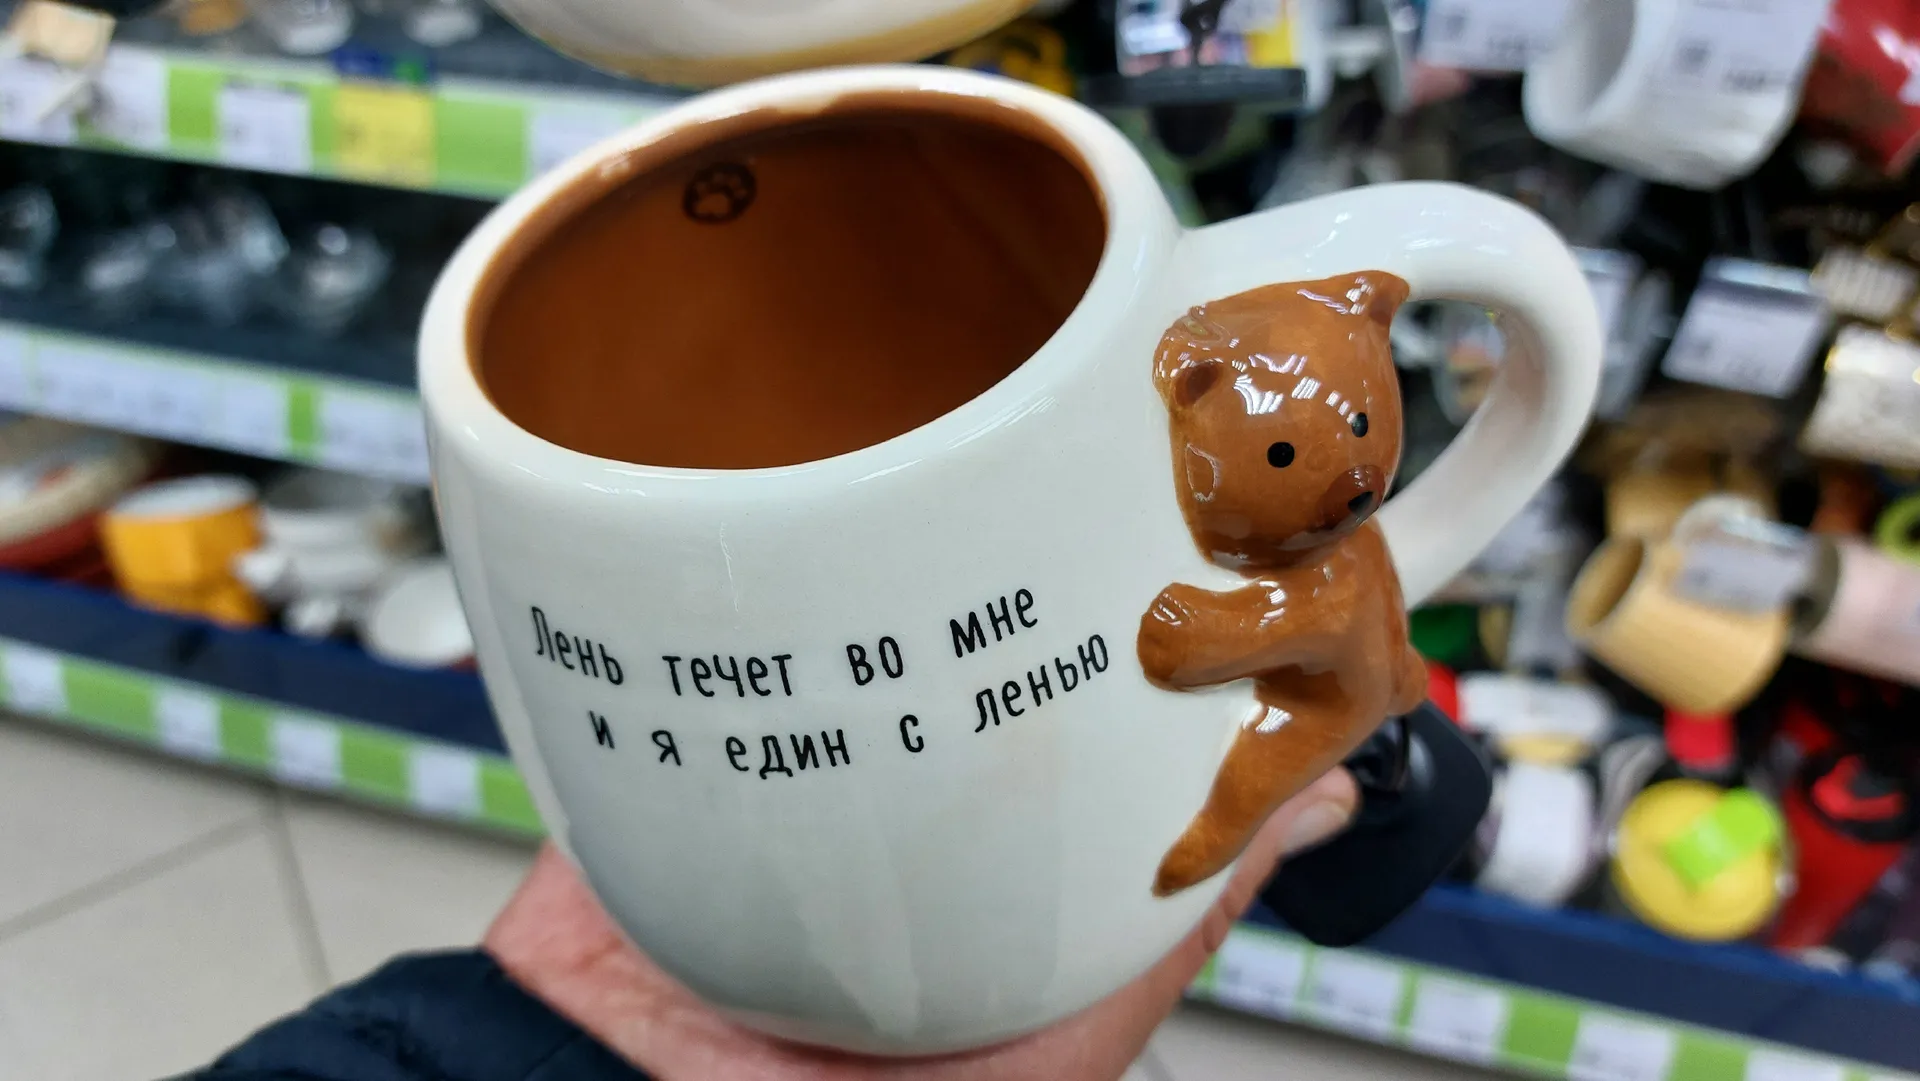 Лень течет во мне
и я един с ленью